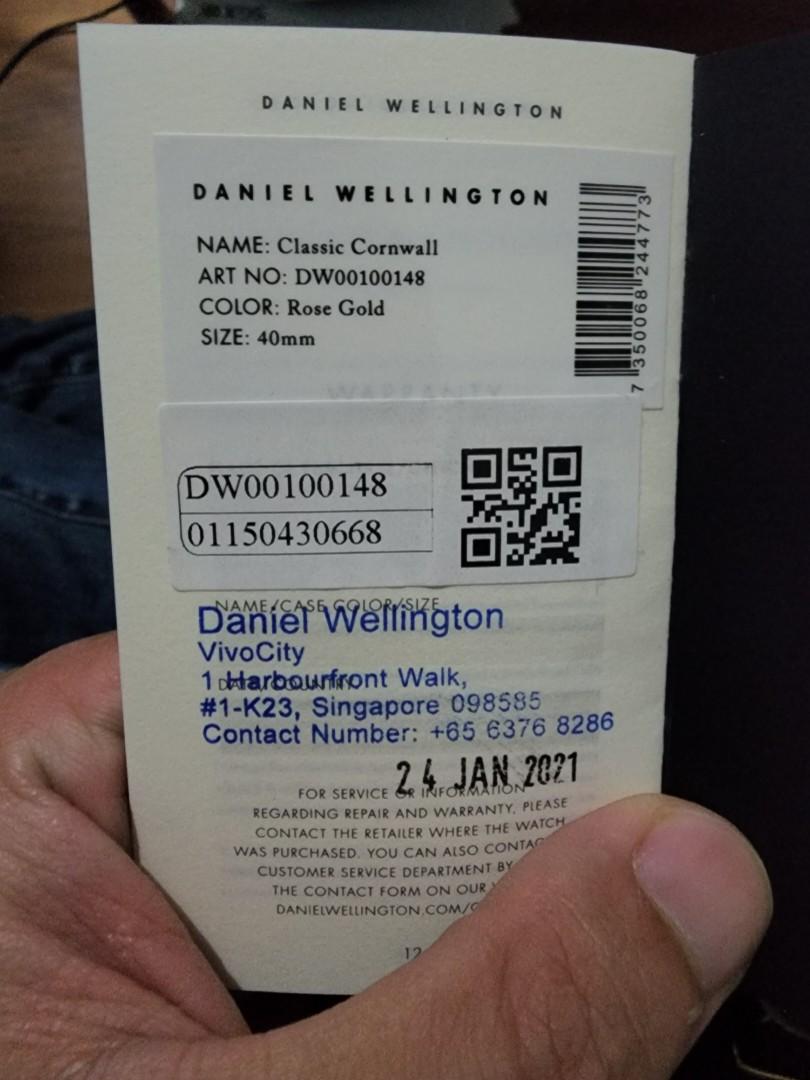 DANIEL WELLINGTON
DANIEL WELLINGTON
NAME: Classic Cornwall
ART NO: DW00100148
COLOR: Rose Gold
SIZE: 40mm
7 350068 244773
WARRANTY
DW00100148
01150430668
NAME/CASE COLOR/SIZE
Daniel Wellington
VivoCity
1 Harbourfront Walk,
DATE/COUNTRY
#1-K23, Singapore 098585
Contact Number: +65 6376 8286
24 JAN 2021
FOR SERVICE OR INFORMATION
REGARDING REPAIR AND WARRANTY, PLEASE
CONTACT THE RETAILER WHERE THE WATCH
WAS PURCHASED. YOU CAN ALSO
CUSTOMER SERVICE DEPARTMENT BY
THE CONTACT FORM ON OUR
DANIELWELLINGTON.COM/
12